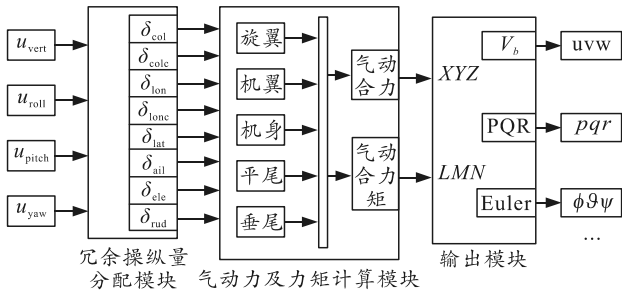 u_vert
u_roll
u_pitch
u_yaw
δ_col
δ_colc
δ_lon
δ_lonc
δ_lat
δ_ail
δ_ele
δ_rud
冗余操纵量
分配模块
旋翼
机翼
机身
平尾
垂尾
气动
合力
气动
合力
矩
气动力及力矩计算模块
XYZ
LMN
V_b
PQR
Euler
输出模块
uvw
pqr
ϕϑψ
...